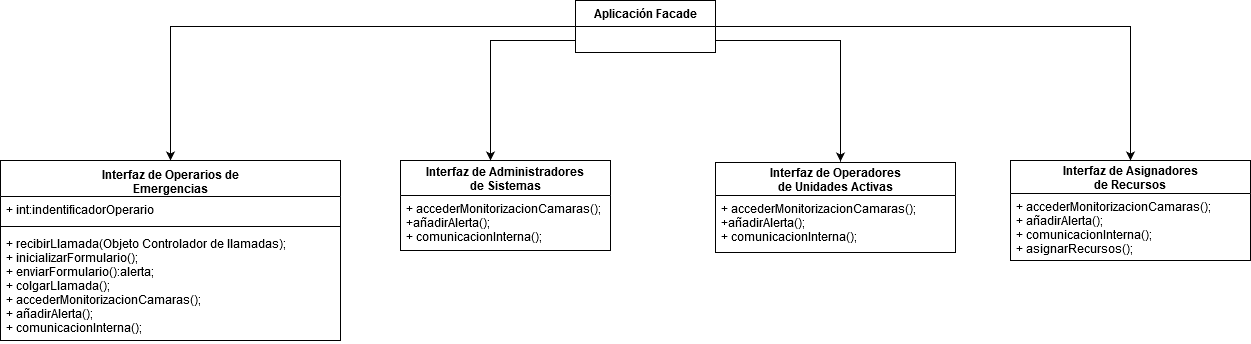 Aplicación Facade
Interfaz de Operarios de
Emergencias
+ int:indentificadorOperario
+ recibirLlamada(Objeto Controlador de llamadas);
+ inicializarFormulario();
+ enviarFormulario():alerta;
+ colgarLlamada();
+ accederMonitorizacionCamaras();
+ añadirAlerta();
+ comunicacionInterna();
Interfaz de Administradores
de Sistemas
+ accederMonitorizacionCamaras();
+añadirAlerta();
+ comunicacionInterna();
Interfaz de Operadores
de Unidades Activas
+ accederMonitorizacionCamaras();
+añadirAlerta();
+ comunicacionInterna();
Interfaz de Asignadores
de Recursos
+ accederMonitorizacionCamaras();
+ añadirAlerta();
+ comunicacionInterna();
+ asignarRecursos();